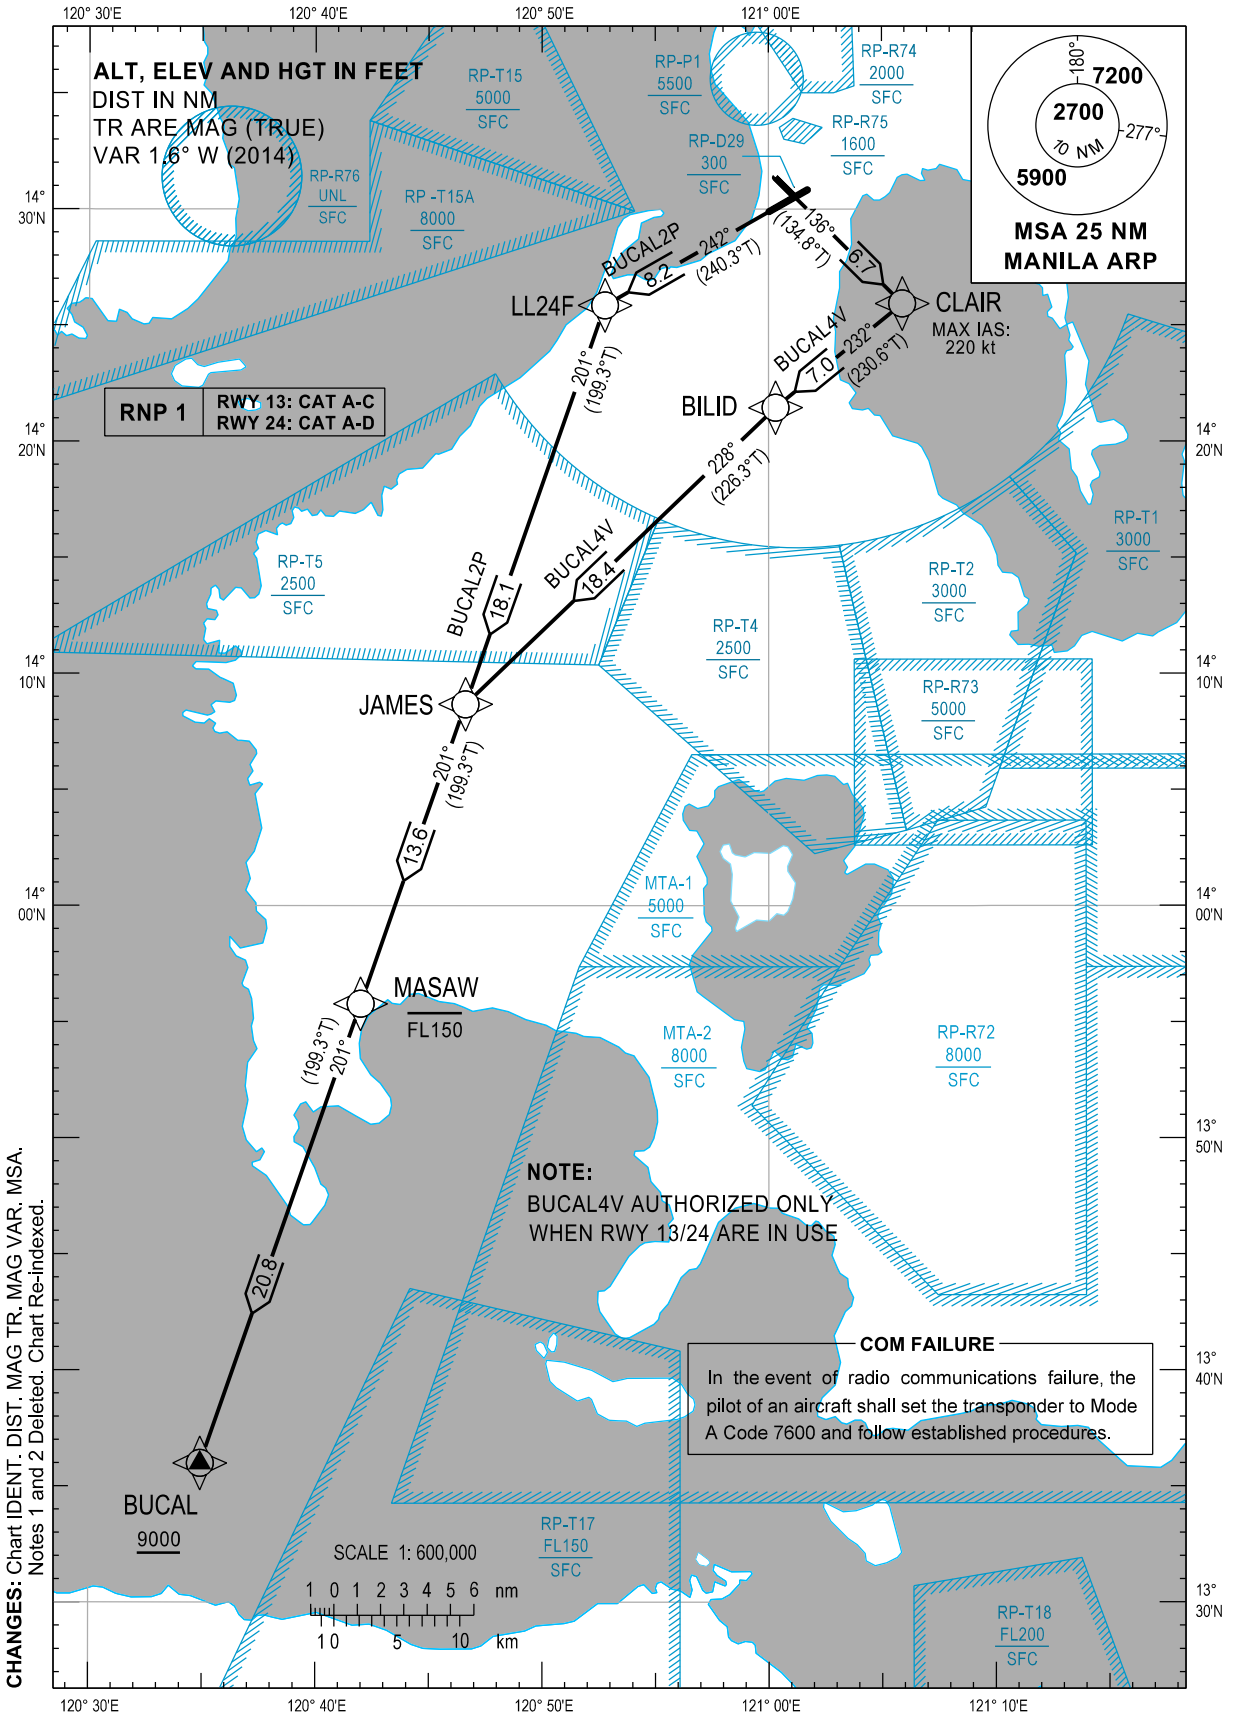 120° 30'E
120° 40'E
120° 50'E
121° 00'E
ALT, ELEV AND HGT IN FEET
DIST IN NM
TR ARE MAG (TRUE)
VAR 1.6° W (2014)
RP-T15
5000
SFC
RP-P1
5500
SFC
RP-R74
2000
SFC
RP-R75
1600
SFC
RP-D29
300
SFC
RP-R76
UNL
SFC
RP -T15A
8000
SFC
180°
7200
2700
10 NM
277°
5900
MSA 25 NM
MANILA ARP
14°
30'N
14°
30'N
BUCAL2P
8.2
242°
(240.3°T)
136°
(134.8°T)
6.7
LL24F
CLAIR
MAX IAS:
220 kt
BUCAL4V
7.0
232°
(230.6°T)
201°
(199.3°T)
RNP 1
RWY 13: CAT A-C
RWY 24: CAT A-D
BILID
14°
20'N
14°
20'N
228°
(226.3°T)
RP-T5
2500
SFC
BUCAL2P
18.1
BUCAL4V
18.4
RP-T1
3000
SFC
RP-T2
3000
SFC
RP-T4
2500
SFC
14°
10'N
14°
10'N
RP-R73
5000
SFC
JAMES
201°
(199.3°T)
13.6
MTA-1
5000
SFC
14°
00'N
14°
00'N
MASAW
FL150
(199.3°T)
201°
MTA-2
8000
SFC
RP-R72
8000
SFC
13°
50'N
NOTE:
BUCAL4V AUTHORIZED ONLY
WHEN RWY 13/24 ARE IN USE
20.8
COM FAILURE
In the event of radio communications failure, the
pilot of an aircraft shall set the transponder to Mode
A Code 7600 and follow established procedures.
13°
40'N
BUCAL
9000
RP-T17
FL150
SFC
SCALE 1: 600,000
1 0 1 2 3 4 5 6 nm
1 0 5 10 km
RP-T18
FL200
SFC
13°
30'N
CHANGES: Chart IDENT. DIST. MAG TR. MAG VAR. MSA.
Notes 1 and 2 Deleted. Chart Re-indexed.
120° 30'E
120° 40'E
120° 50'E
121° 00'E
121° 10'E